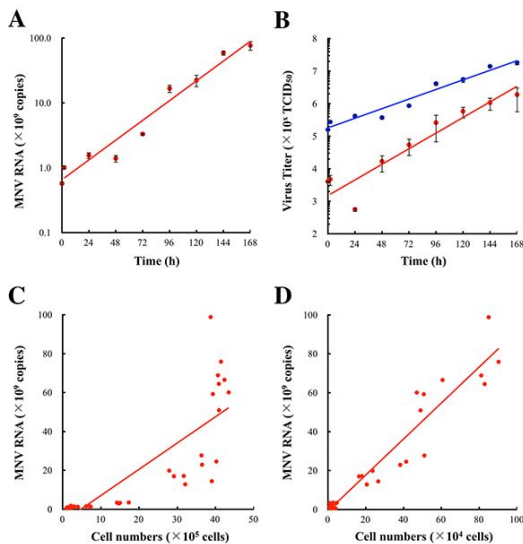 A
MNV RNA (×10⁹ copies)
100.0
10.0
1.0
0.1
0 24 48 72 96 120 144 168
Time (h)
B
Virus Titer (×10ˣ TCID₅₀)
8
7
6
5
4
3
2
0 24 48 72 96 120 144 168
Time (h)
C
MNV RNA (×10⁹ copies)
100
80
60
40
20
0
0 10 20 30 40 50
Cell numbers (×10⁵ cells)
D
MNV RNA (×10⁹ copies)
100
80
60
40
20
0
0 20 40 60 80 100
Cell numbers (×10⁴ cells)